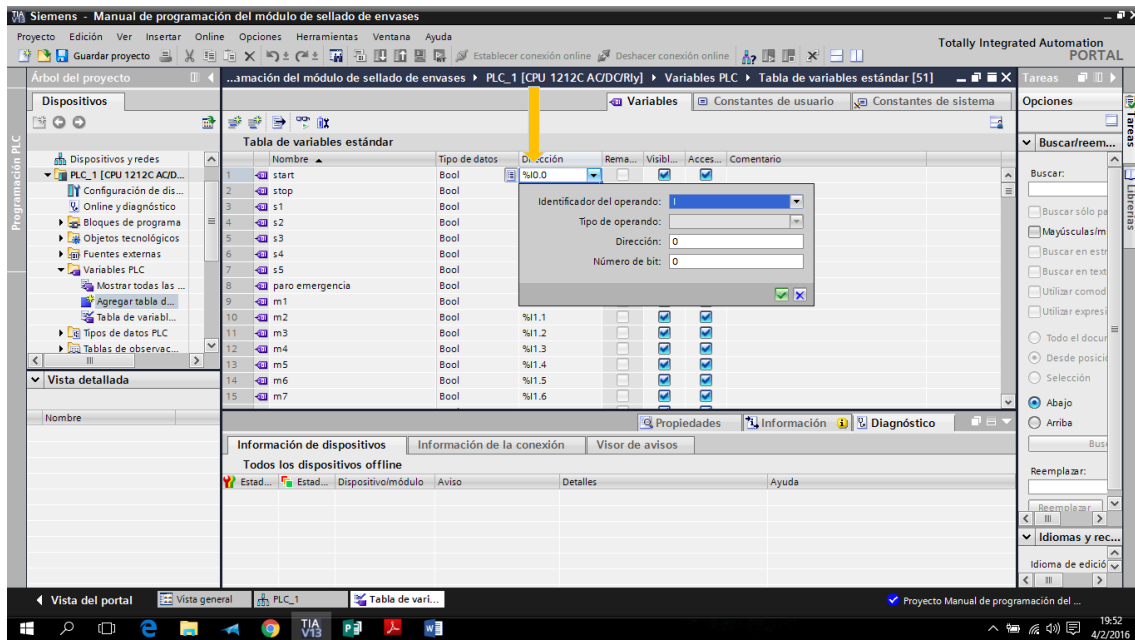 Siemens - Manual de programación del módulo de sellado de envases
Proyecto Edición Ver Insertar Online Opciones Herramientas Ventana Ayuda
Totally Integrated Automation
PORTAL
Guardar proyecto Establecer conexión online Deshacer conexión online
Árbol del proyecto
...amación del módulo de sellado de envases PLC_1 [CPU 1212C AC/DC/Rly] Variables PLC Tabla de variables estándar [51]
Tareas
Dispositivos
Variables Constantes de usuario Constantes de sistema
Opciones
Programación PLC
Tareas
Librerías
Tabla de variables estándar
Buscar/reem...
Nombre Tipo de datos Dirección Rema... Visibl... Acces... Comentario
Dispositivos y redes
PLC_1 [CPU 1212C AC/D...
Configuración de dis...
Online y diagnóstico
Bloques de programa
Objetos tecnológicos
Fuentes externas
Variables PLC
Mostrar todas las ...
Agregar tabla d...
Tabla de variabl...
Tipos de datos PLC
Tablas de observac...
1 start Bool %I0.0
2 stop Bool
3 s1 Bool
4 s2 Bool
5 s3 Bool
6 s4 Bool
7 s5 Bool
8 paro emergencia Bool
9 m1 Bool
10 m2 Bool %I1.1
11 m3 Bool %I1.2
12 m4 Bool %I1.3
13 m5 Bool %I1.4
14 m6 Bool %I1.5
15 m7 Bool %I1.6
Identificador del operando: I
Tipo de operando:
Dirección: 0
Número de bit: 0
Buscar:
Buscar sólo pa
Mayúsculas/m
Buscar en estr
Buscar en text
Utilizar comod
Utilizar expresi
Todo el docur
Desde posició
Selección
Abajo
Arriba
Bus
Reemplazar:
Reemplazar
Idiomas y rec...
Idioma de edició
Vista detallada
Nombre
Propiedades Información Diagnóstico
Información de dispositivos Información de la conexión Visor de avisos
Todos los dispositivos offline
Estad... Estad... Dispositivo/módulo Aviso Detalles Ayuda
Vista del portal Vista general PLC_1 Tabla de vari...
Proyecto Manual de programación del ...
TIA
V13
19:52
4/2/2016